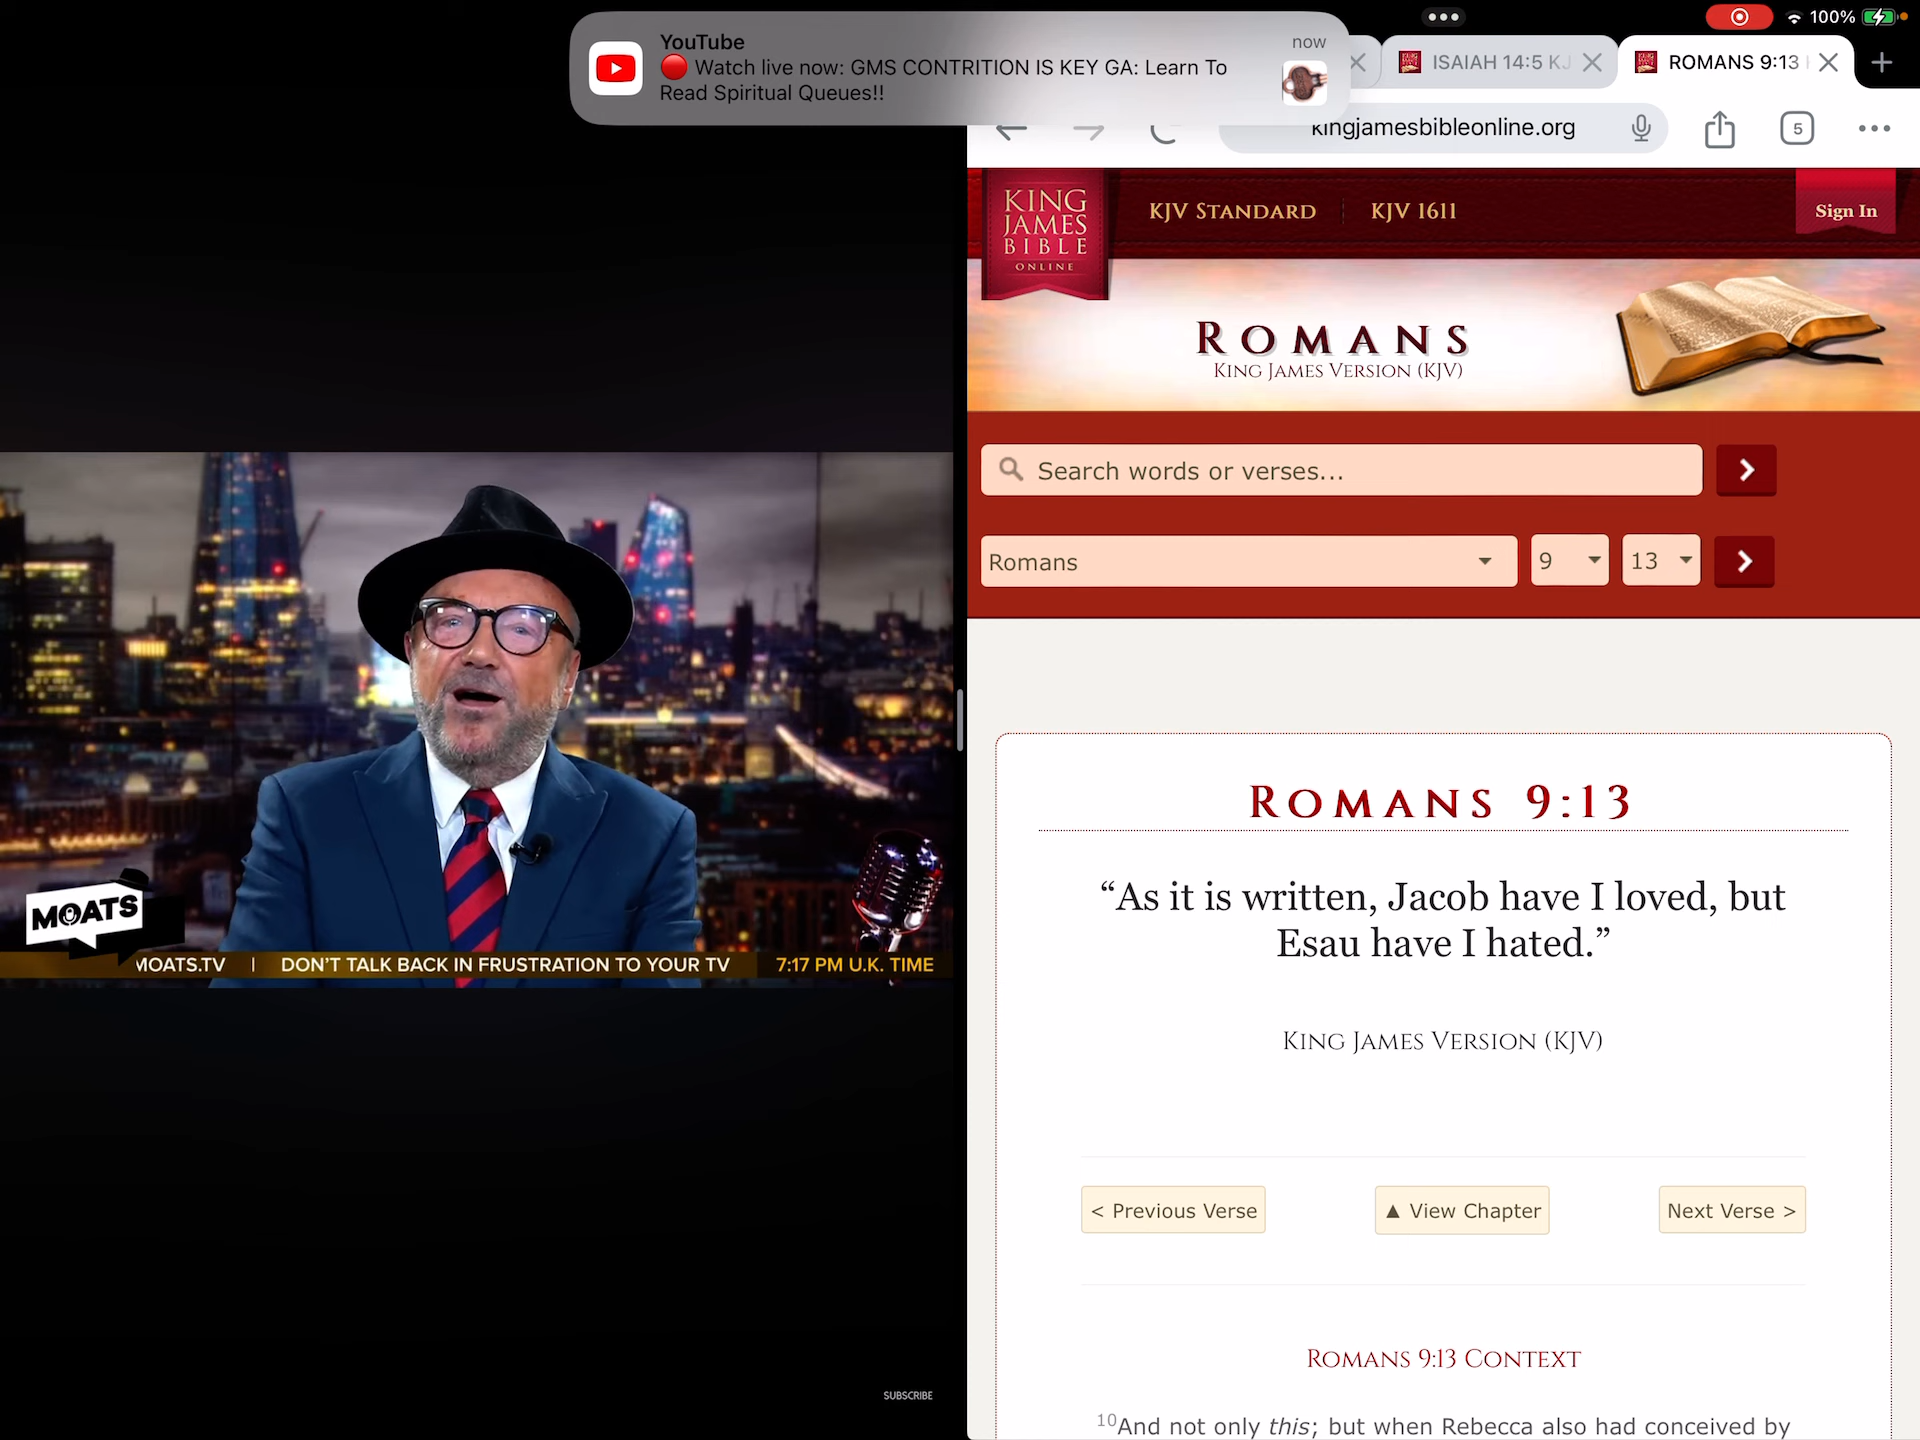 YouTube
now
🔴 Watch live now: GMS CONTRITION IS KEY GA: Learn To
Read Spiritual Queues!!
100%
ISAIAH 14:5 KJ
ROMANS 9:13
kingjamesbibleonline.org
5
KING
JAMES
BIBLE
ONLINE
KJV STANDARD
KJV 1611
Sign In
ROMANS
KING JAMES VERSION (KJV)
Search words or verses...
Romans
9
13
ROMANS 9:13
“As it is written, Jacob have I loved, but
Esau have I hated.”
KING JAMES VERSION (KJV)
< Previous Verse
▲ View Chapter
Next Verse >
ROMANS 9:13 CONTEXT
10And not only this; but when Rebecca also had conceived by
MOATS
MOATS.TV | DON'T TALK BACK IN FRUSTRATION TO YOUR TV
7:17 PM U.K. TIME
SUBSCRIBE